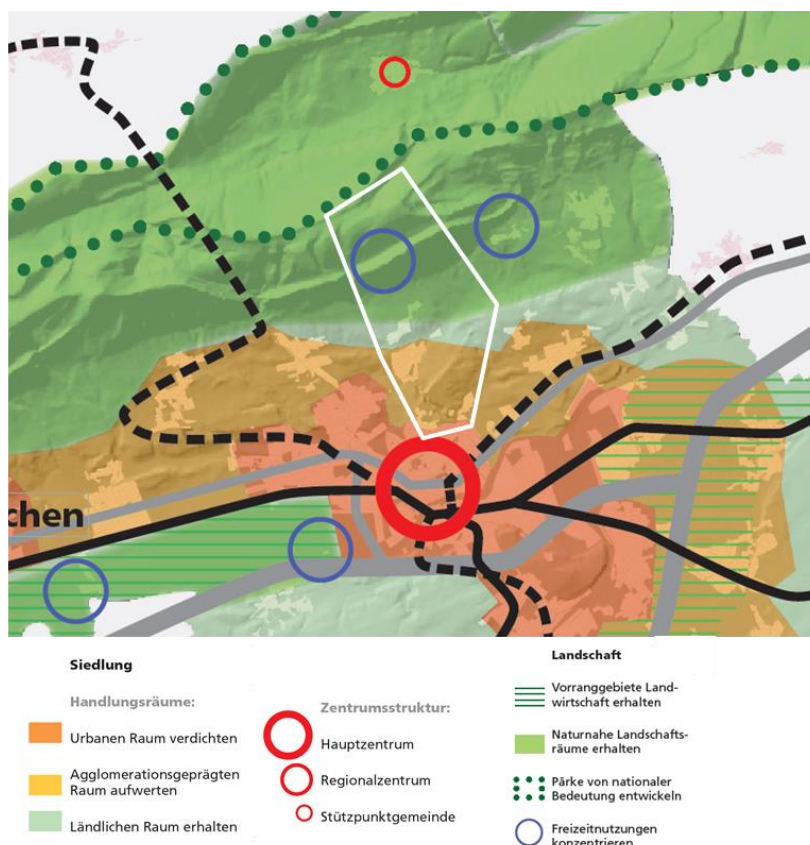 chen
Siedlung
Handlungsräume:
Urbanen Raum verdichten
Agglomerationsgeprägten
Raum aufwerten
Ländlichen Raum erhalten
Zentrumsstruktur:
Hauptzentrum
Regionalzentrum
Stützpunktgemeinde
Landschaft
Vorranggebiete Land-
wirtschaft erhalten
Naturnahe Landschafts-
räume erhalten
Pärke von nationaler
Bedeutung entwickeln
Freizeitnutzungen
konzentrieren